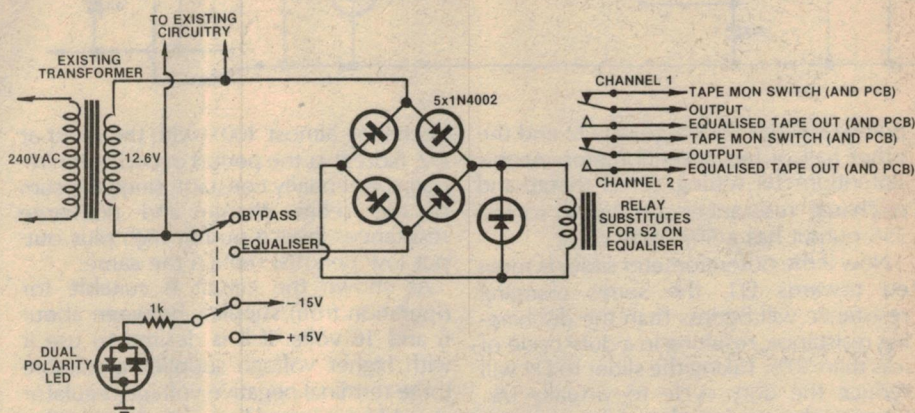 TO EXISTING
CIRCUITRY
EXISTING
TRANSFORMER
240VAC
12.6V
5x1N4002
BYPASS
EQUALISER
-15V
+15V
1k
DUAL
POLARITY
LED
CHANNEL 1
TAPE MON SWITCH (AND PCB)
OUTPUT
EQUALISED TAPE OUT (AND PCB)
TAPE MON SWITCH (AND PCB)
OUTPUT
EQUALISED TAPE OUT (AND PCB)
CHANNEL 2
RELAY
SUBSTITUTES
FOR S2 ON
EQUALISER